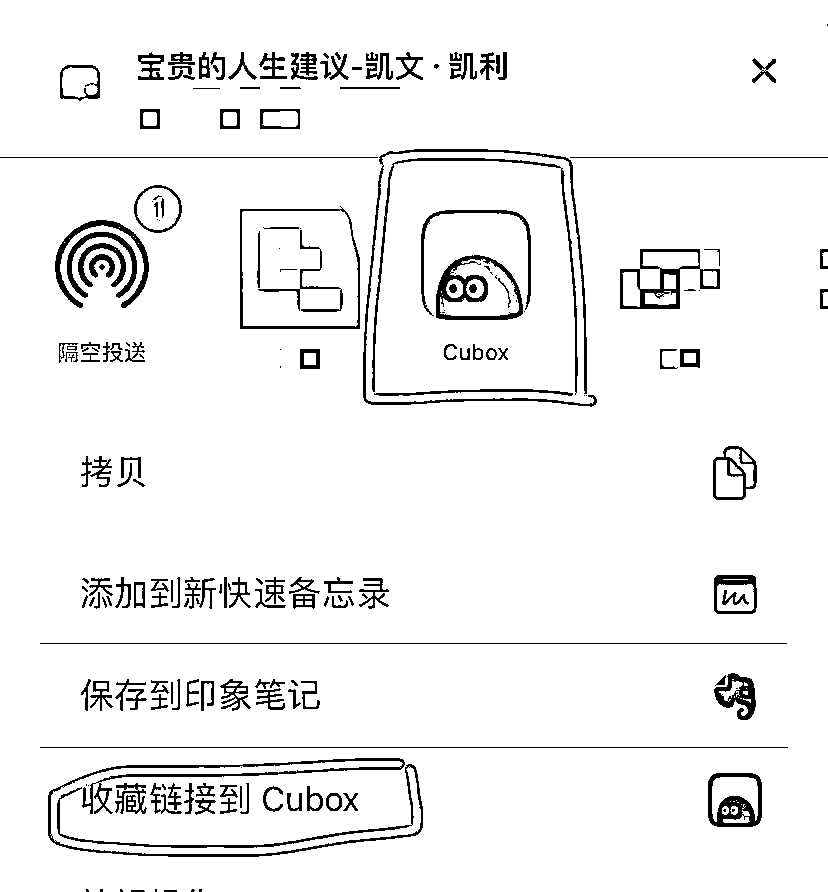 宝贵的人生建议-凯文·凯利
1
隔空投送
Cubox
拷贝
添加到新快速备忘录
保存到印象笔记
收藏链接到 Cubox